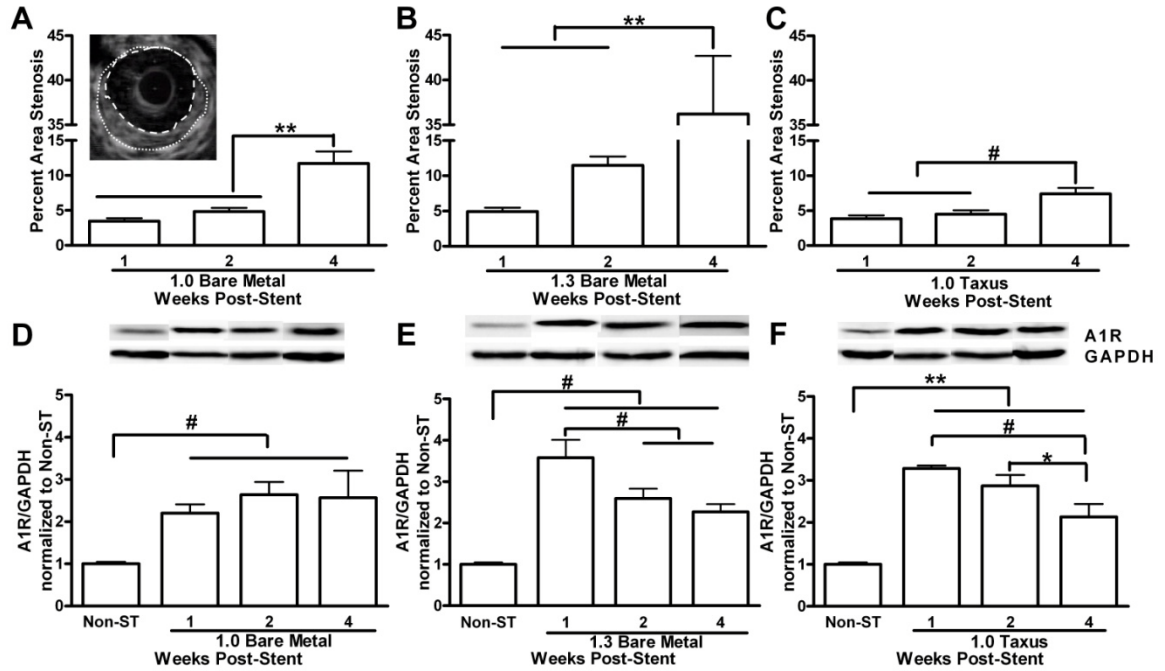 A
Percent Area Stenosis
45
40
35
15
10
5
0
**
1 2 4
1.0 Bare Metal
Weeks Post-Stent
B
Percent Area Stenosis
45
40
35
15
10
5
0
**
1 2 4
1.3 Bare Metal
Weeks Post-Stent
C
Percent Area Stenosis
45
40
35
15
10
5
0
#
1 2 4
1.0 Taxus
Weeks Post-Stent
D
A1R/GAPDH
normalized to Non-ST
5
4
3
2
1
0
#
Non-ST 1 2 4
1.0 Bare Metal
Weeks Post-Stent
E
A1R/GAPDH
normalized to Non-ST
5
4
3
2
1
0
#
#
Non-ST 1 2 4
1.3 Bare Metal
Weeks Post-Stent
F
A1R
GAPDH
A1R/GAPDH
normalized to Non-ST
5
4
3
2
1
0
**
#
*
Non-ST 1 2 4
1.0 Taxus
Weeks Post-Stent